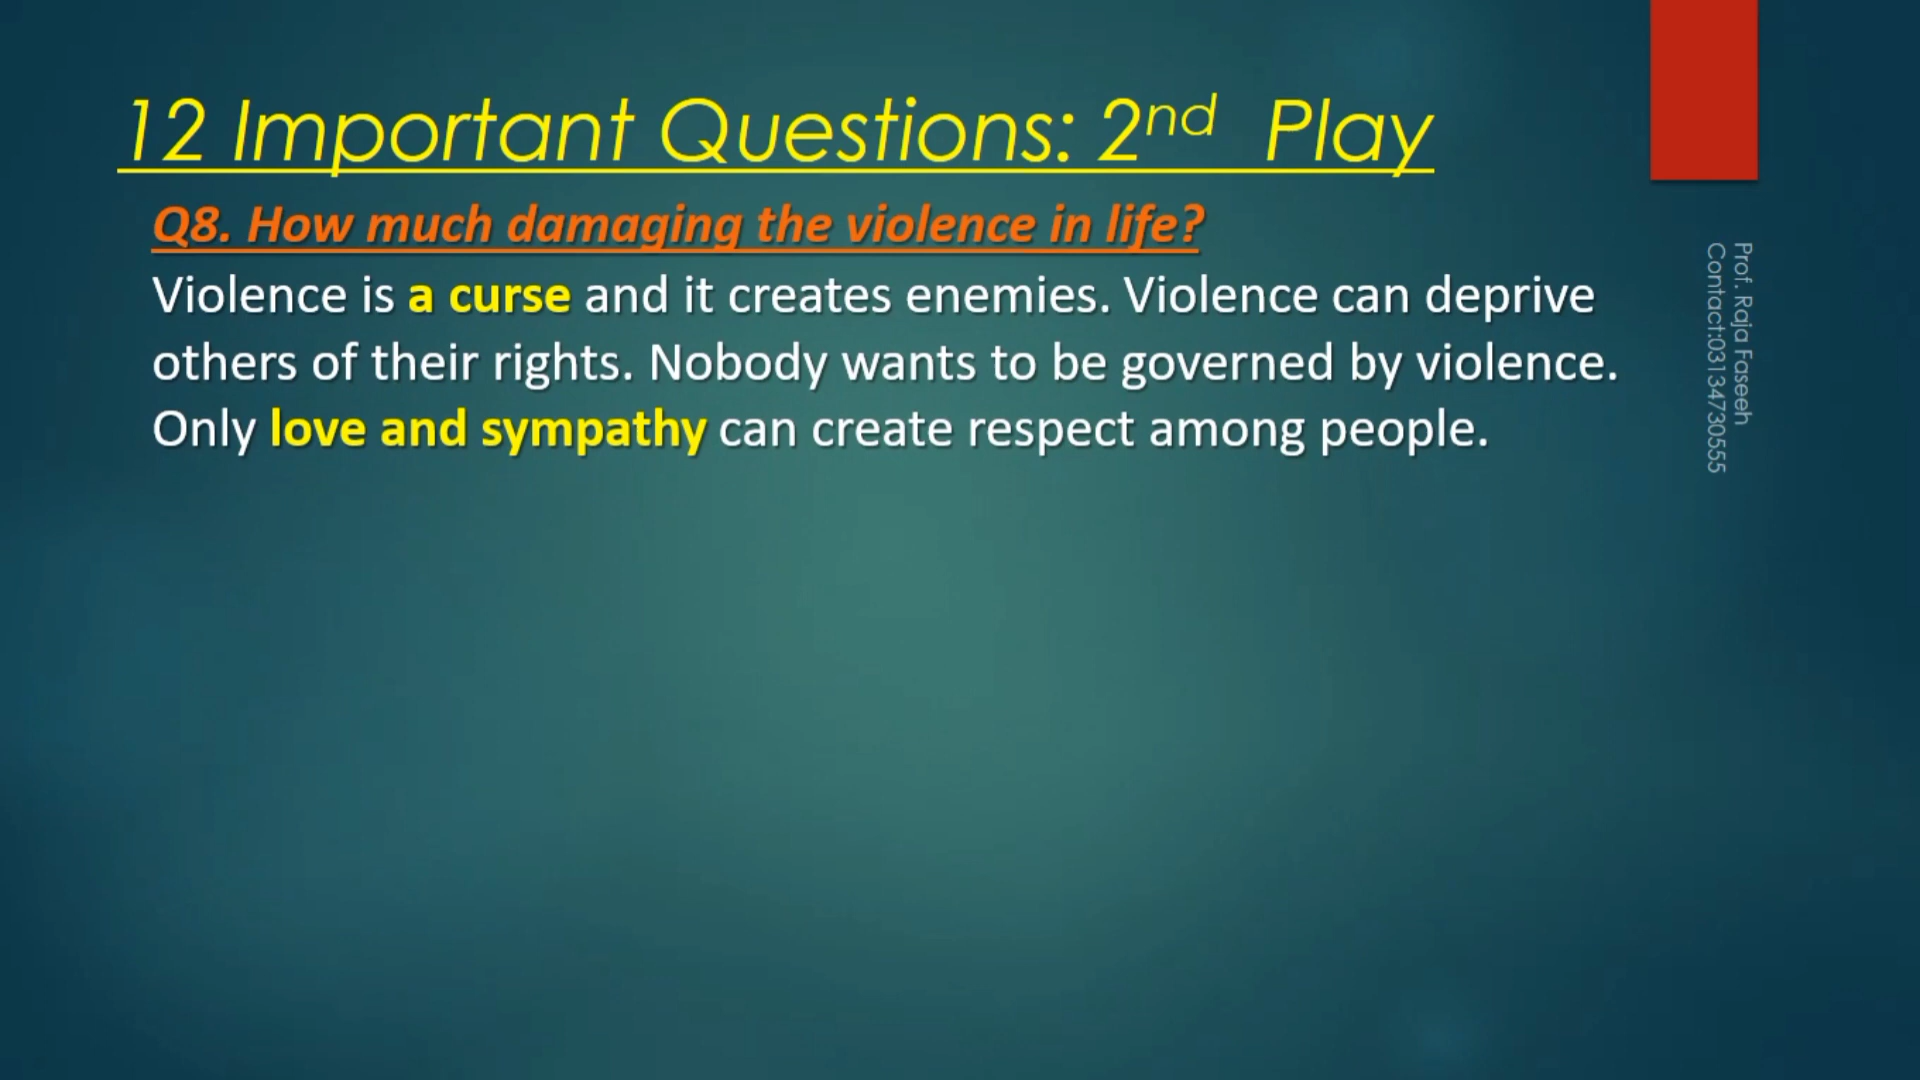 12 Important Questions: 2nd Play
Q8. How much damaging the violence in life?
Violence is a curse and it creates enemies. Violence can deprive
others of their rights. Nobody wants to be governed by violence.
Only love and sympathy can create respect among people.
Prof. Raja Faseeh
Contact:03134730555